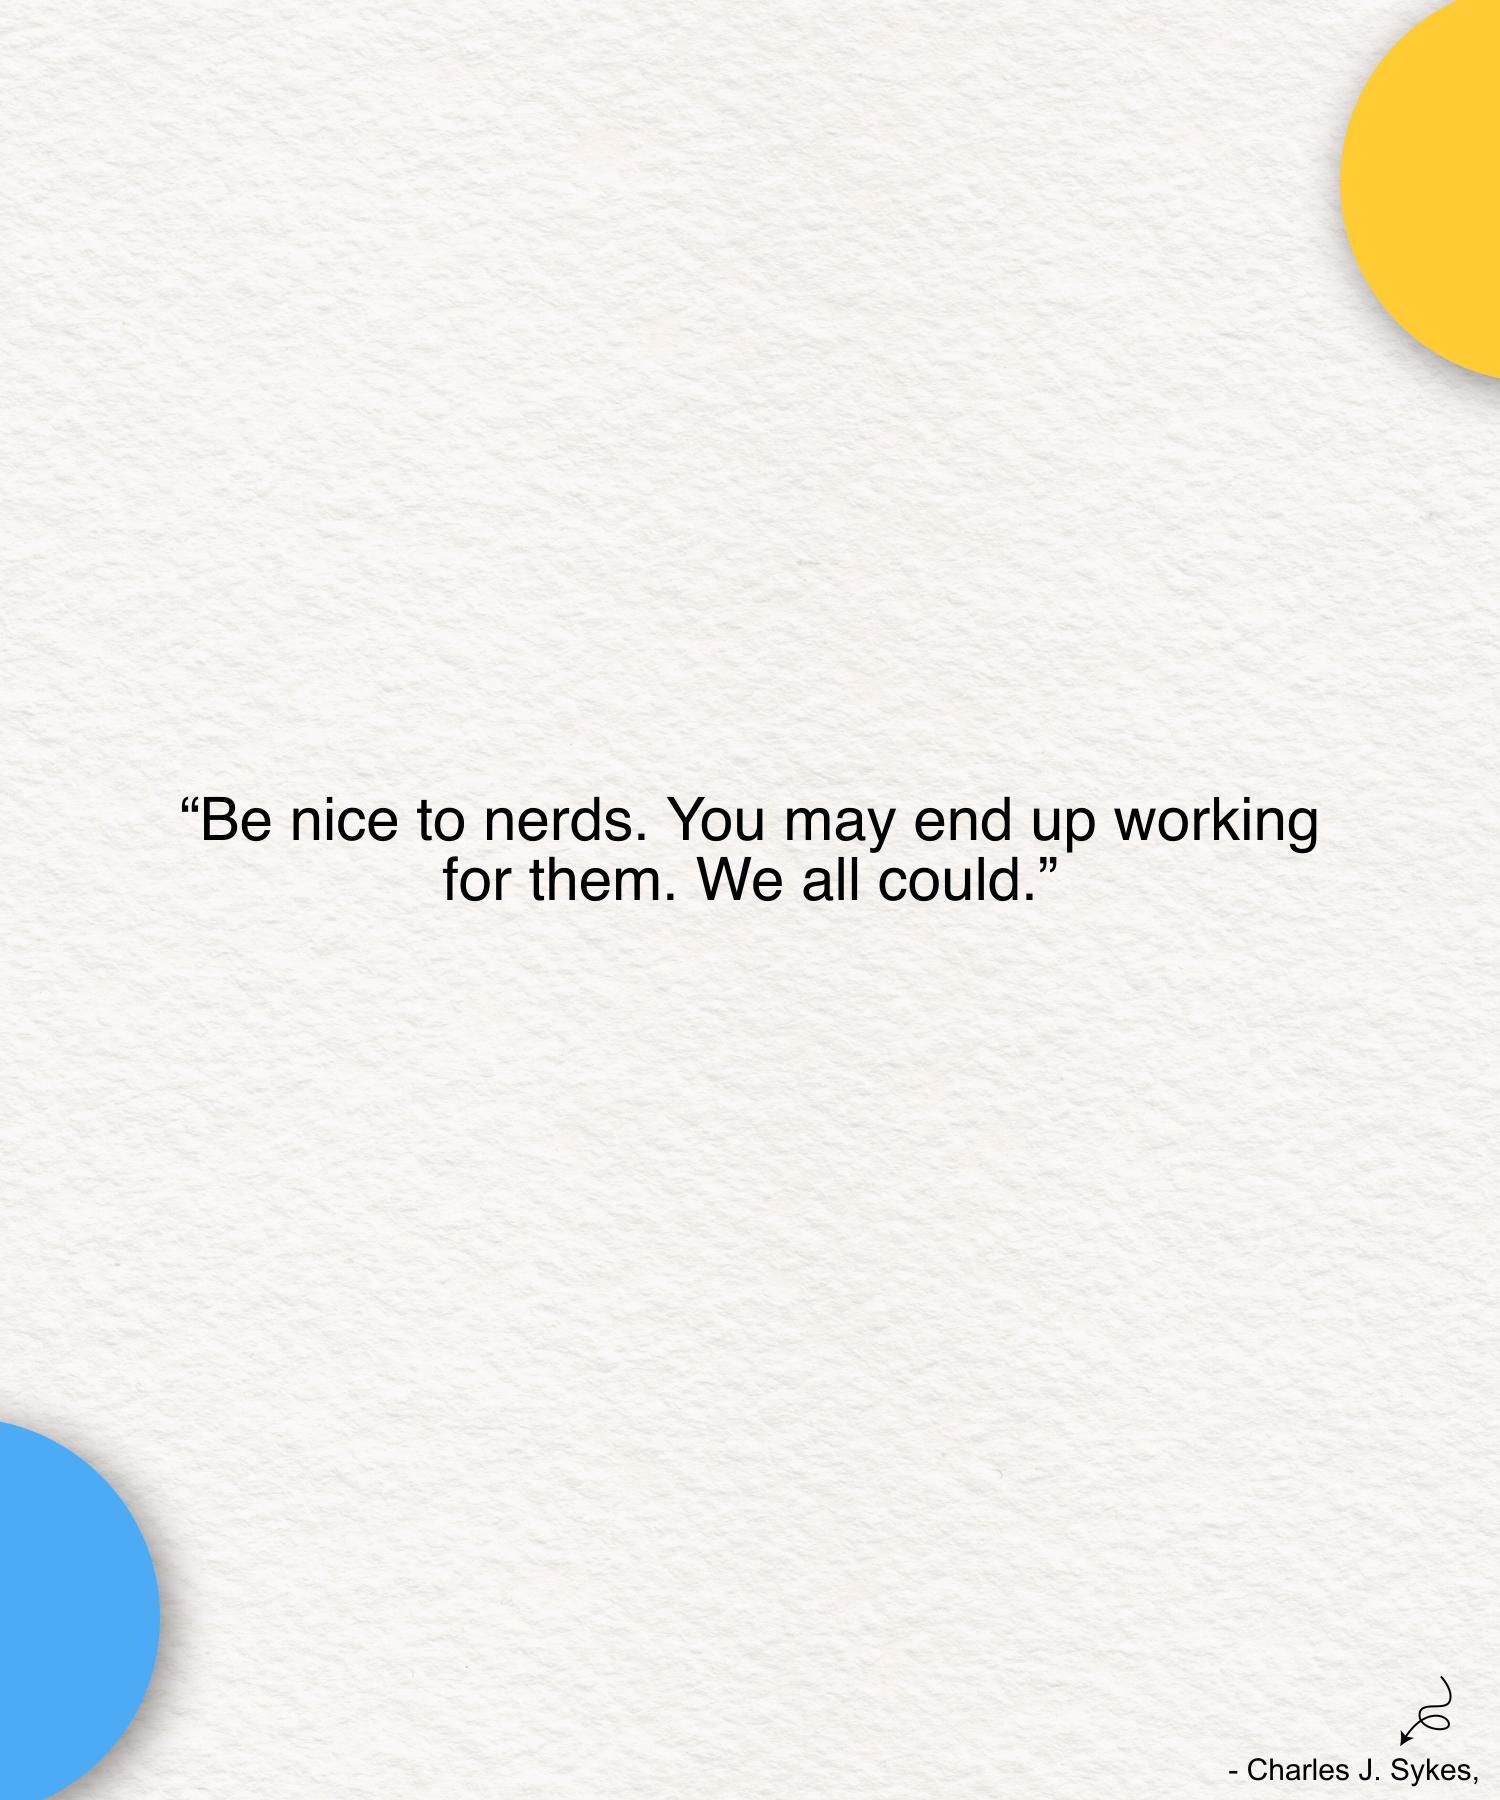 “Be nice to nerds. You may end up working
for them. We all could.”
- Charles J. Sykes,